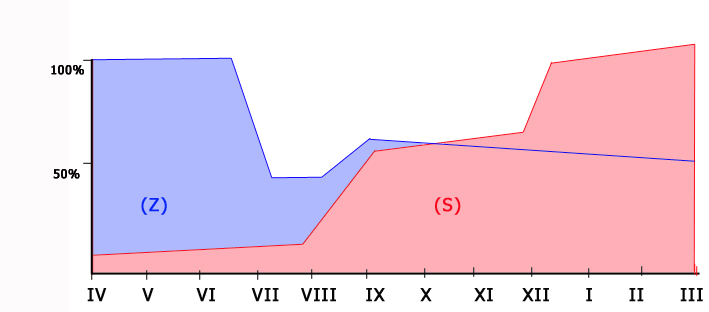 100%
50%
(Z)
(S)
IV V VI VII VIII IX X XI XII I II III